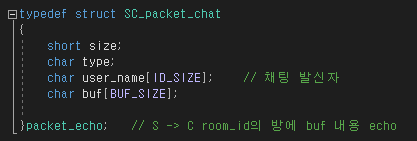 typedef struct SC_packet_chat
{
short size;
char type;
char user_name[ID_SIZE]; // 채팅 발신자
char buf[BUF_SIZE];
}packet_echo; // S -> C room_id의 방에 buf 내용 echo